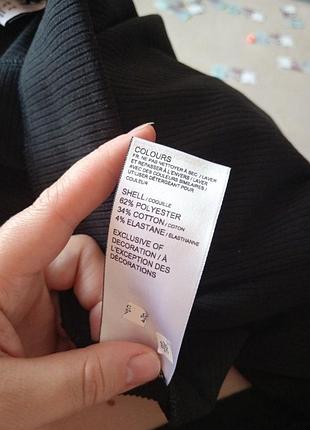 COLOURS
FR: NE PAS NETTOYER À SEC / LAVER
ET REPASSER À L'ENVERS / LAVER
AVEC DES COULEURS SIMILAIRES /
UTILISER DÉTERGENT POUR
COULEUR
SHELL / COQUILLE
62% POLYESTER
34% COTTON / COTON
4% ELASTANE / ELASTHANNE
EXCLUSIVE OF
DECORATION / À
L'EXCEPTION DES
DÉCORATIONS